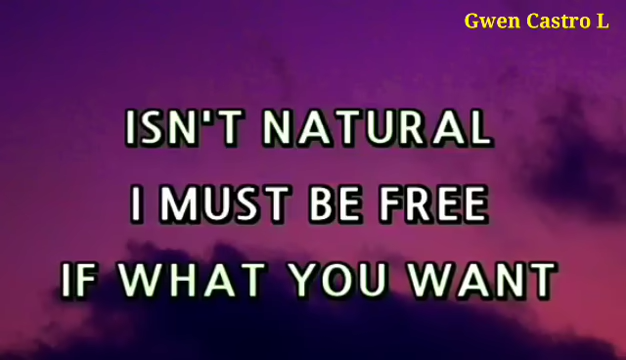 Gwen Castro L
ISN'T NATURAL
I MUST BE FREE
IF WHAT YOU WANT